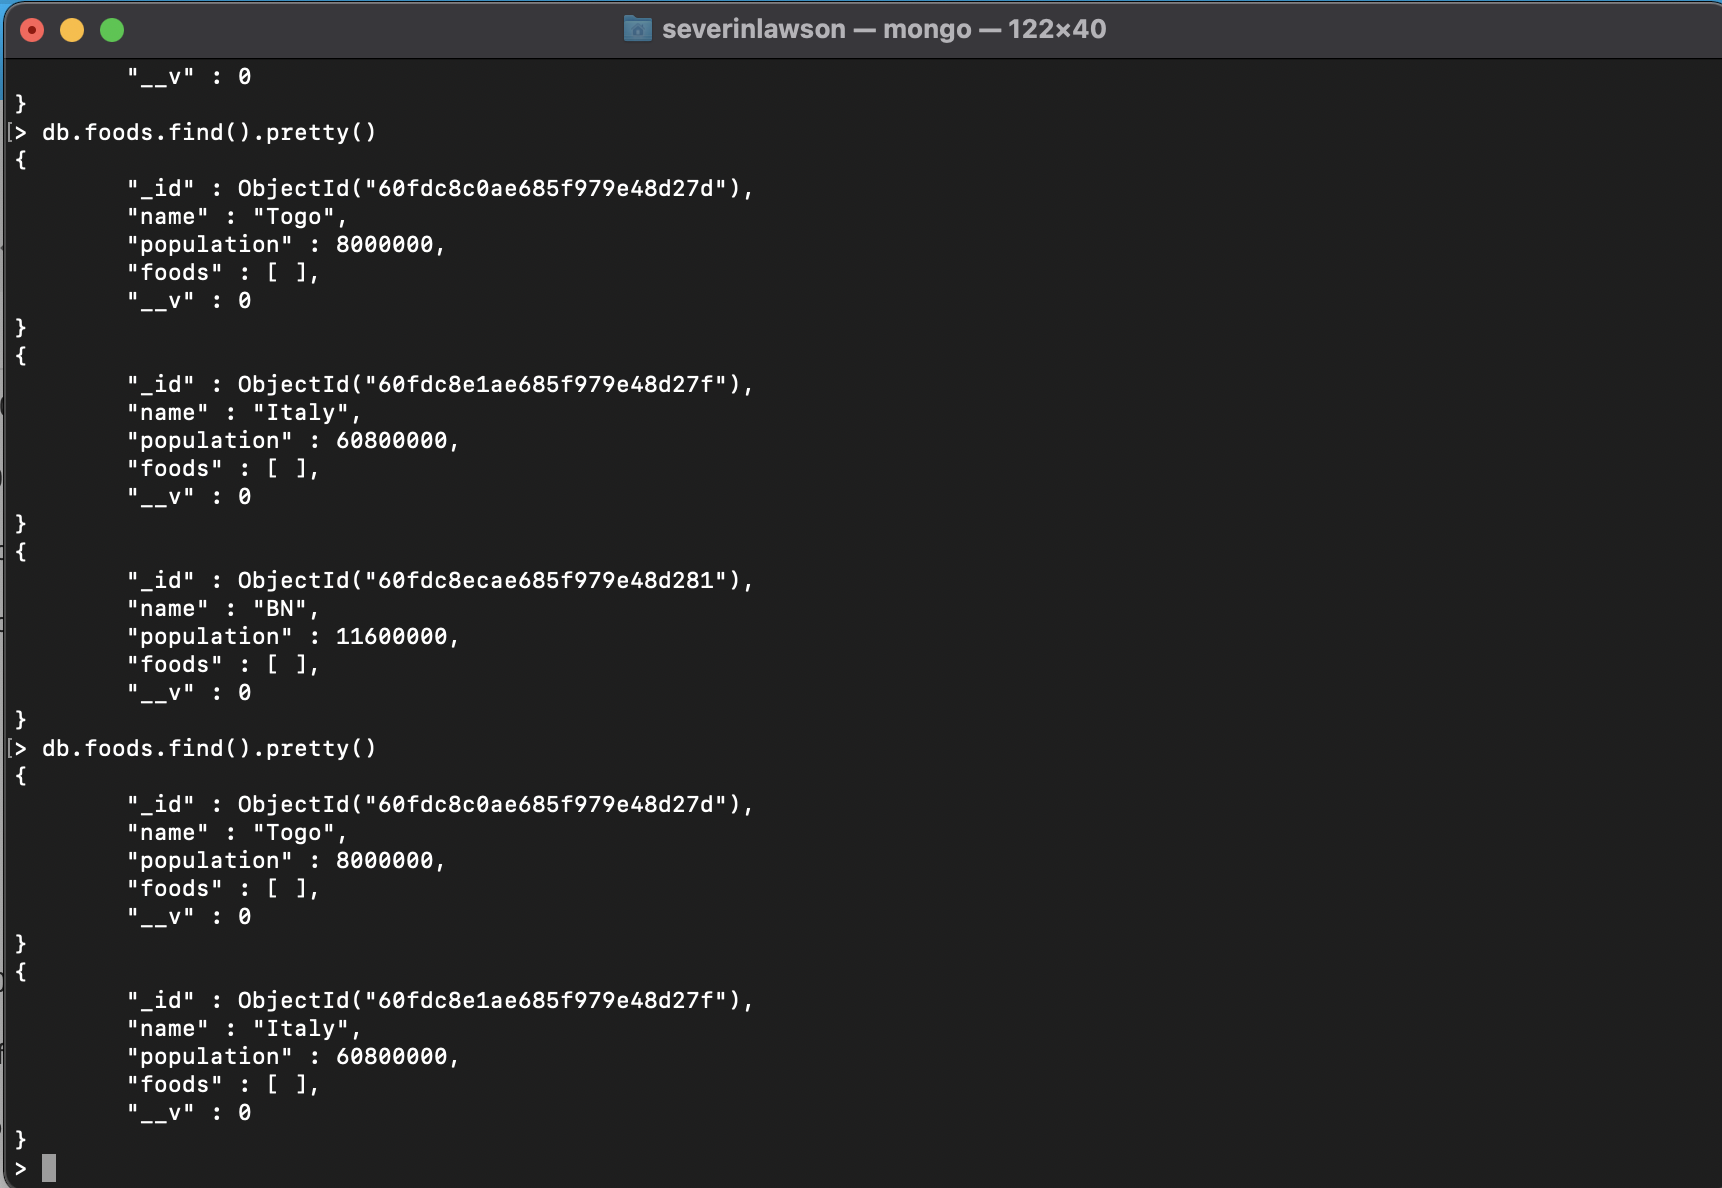 severinlawson — mongo — 122×40
"__v" : 0
}
[> db.foods.find().pretty()
{
"_id" : ObjectId("60fdc8c0ae685f979e48d27d"),
"name" : "Togo",
"population" : 8000000,
"foods" : [ ],
"__v" : 0
}
{
"_id" : ObjectId("60fdc8e1ae685f979e48d27f"),
"name" : "Italy",
"population" : 60800000,
"foods" : [ ],
"__v" : 0
}
{
"_id" : ObjectId("60fdc8ecae685f979e48d281"),
"name" : "BN",
"population" : 11600000,
"foods" : [ ],
"__v" : 0
}
[> db.foods.find().pretty()
{
"_id" : ObjectId("60fdc8c0ae685f979e48d27d"),
"name" : "Togo",
"population" : 8000000,
"foods" : [ ],
"__v" : 0
}
{
"_id" : ObjectId("60fdc8e1ae685f979e48d27f"),
"name" : "Italy",
"population" : 60800000,
"foods" : [ ],
"__v" : 0
}
>